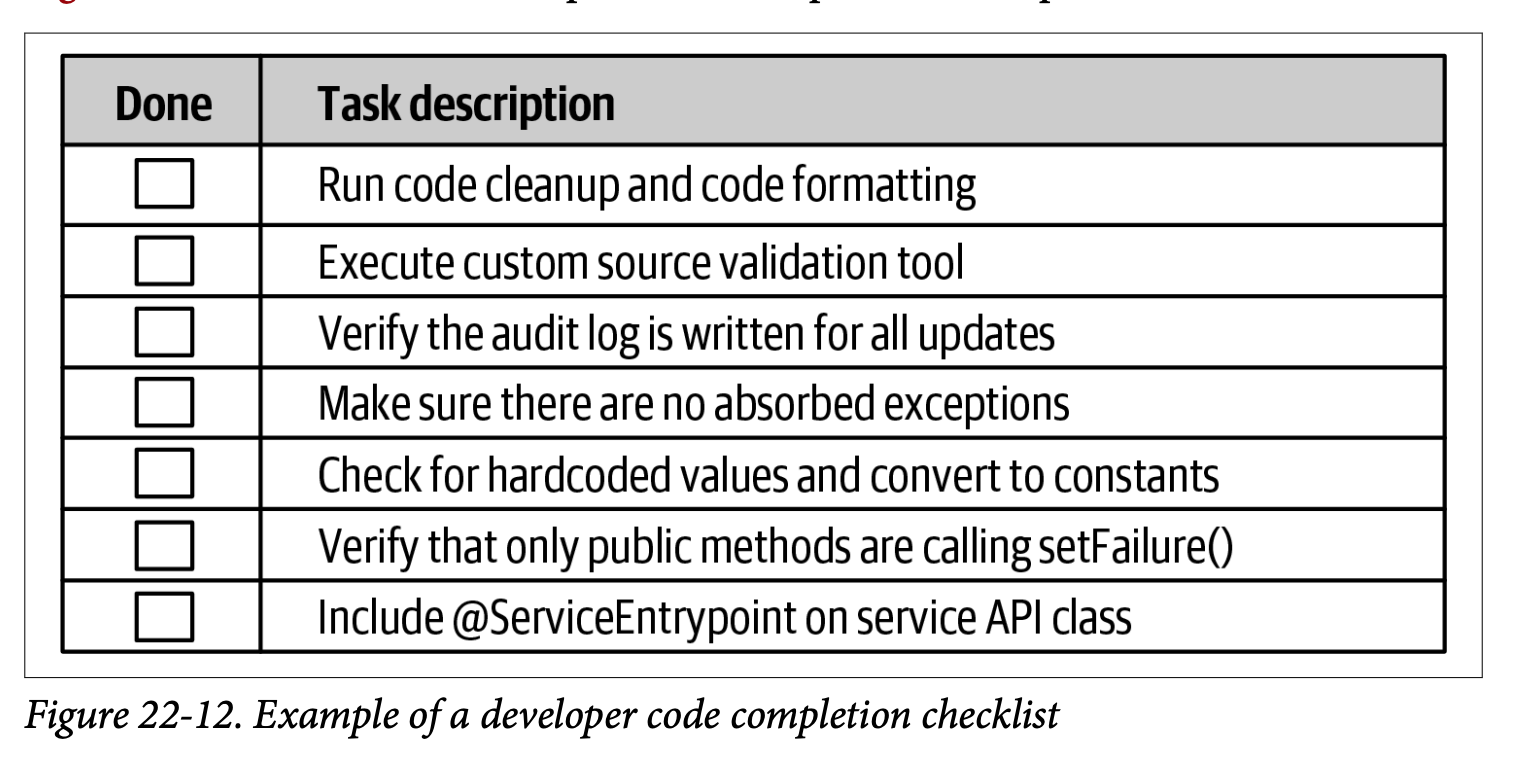 Done Task description
Run code cleanup and code formatting
Execute custom source validation tool
Verify the audit log is written for all updates
Make sure there are no absorbed exceptions
Check for hardcoded values and convert to constants
Verify that only public methods are calling setFailure()
Include @ServiceEntrypoint on service API class
Figure 22-12. Example of a developer code completion checklist